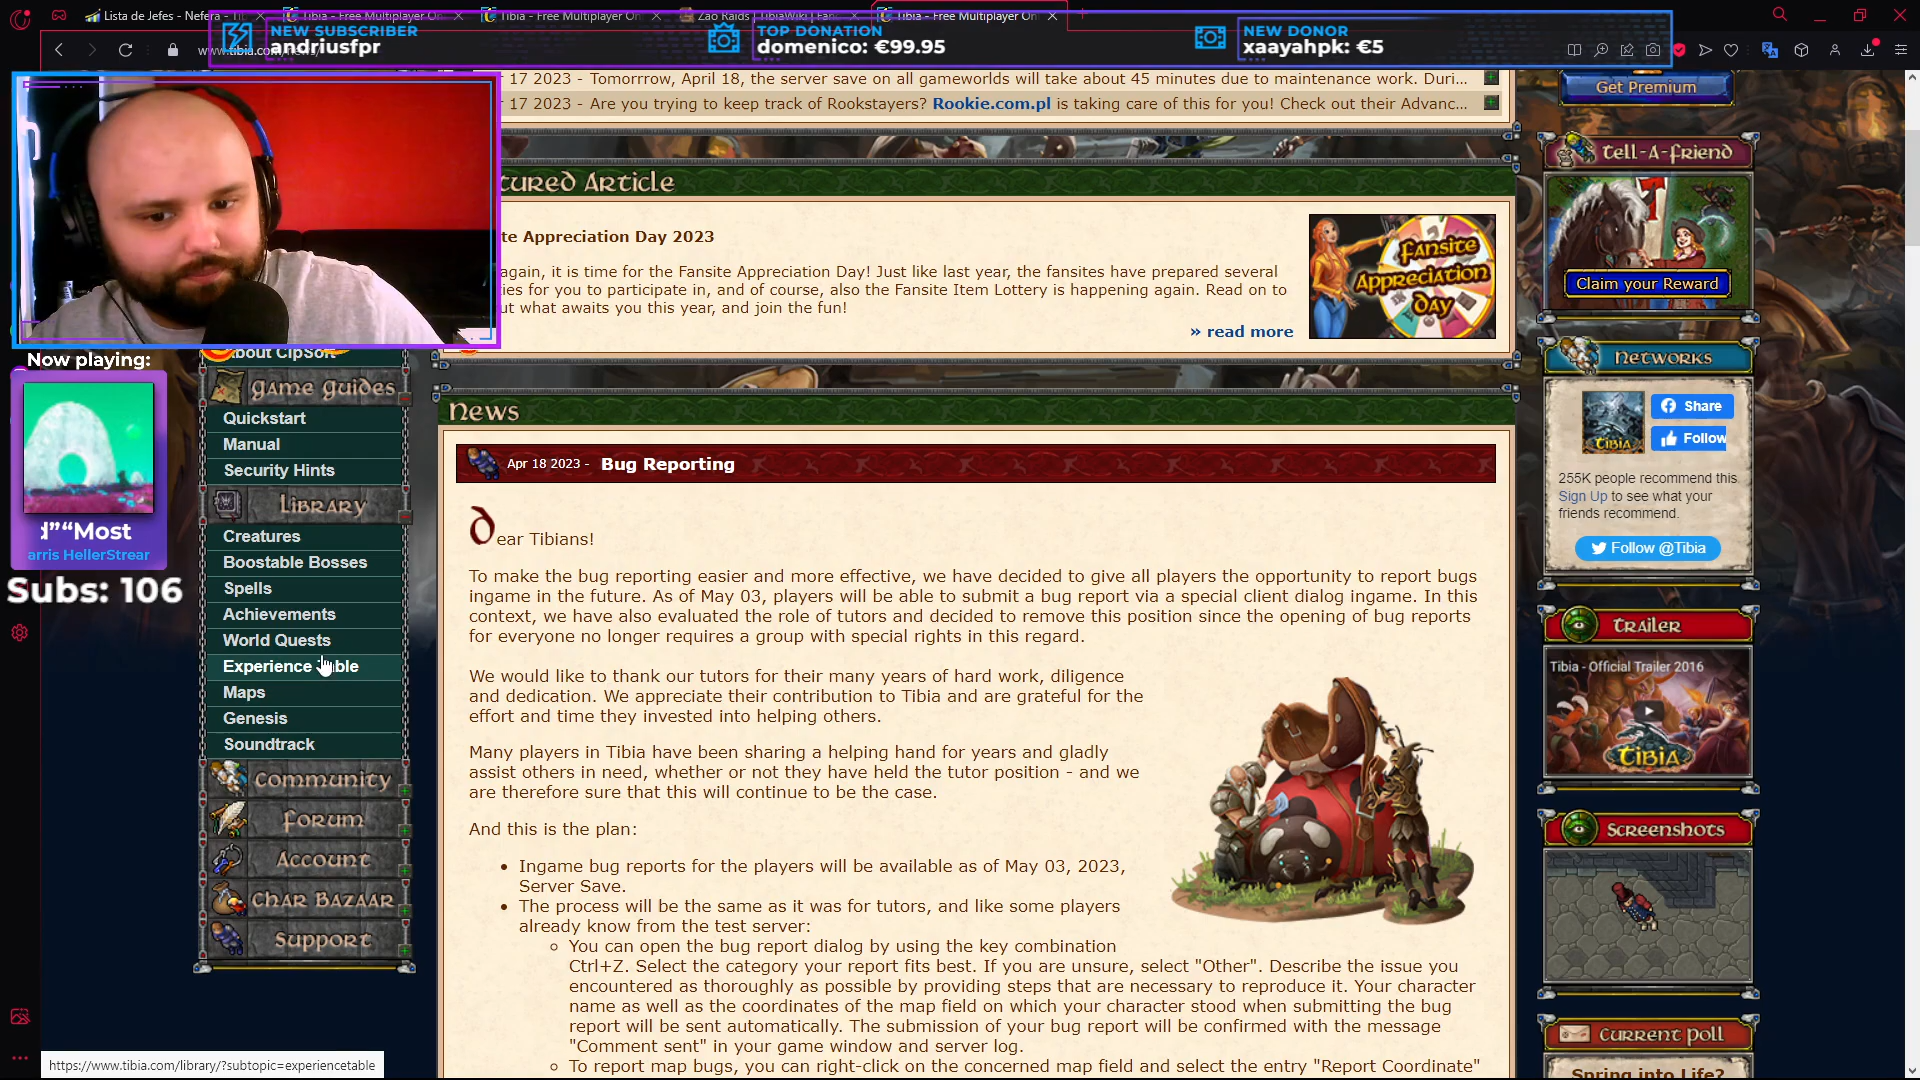 Lista de Jefes - Nefera - Ti
Tibia - Free Multiplayer On
Tibia - Free Multiplayer On
Zao Raids | TibiaWiki | Fan
Tibia - Free Multiplayer On
NEW SUBSCRIBER
andriusfpr
TOP DONATION
domenico: €99.95
NEW DONOR
xaayahpk: €5
17 2023 - Tomorrrow, April 18, the server save on all gameworlds will take about 45 minutes due to maintenance work. Duri...
17 2023 - Are you trying to keep track of Rookstayers? Rookie.com.pl is taking care of this for you! Check out their Advanc...
tured Article
te Appreciation Day 2023
again, it is time for the Fansite Appreciation Day! Just like last year, the fansites have prepared several
ies for you to participate in, and of course, also the Fansite Item Lottery is happening again. Read on to
ut what awaits you this year, and join the fun!
» read more
Fansite
Appreciation
Day
Now playing:
d”“Most
arris HellerStrear
Subs: 106
About CipSoft
Game Guides
Quickstart
Manual
Security Hints
Library
Creatures
Boostable Bosses
Spells
Achievements
World Quests
Experience ble
Maps
Genesis
Soundtrack
Community
Forum
Account
Char Bazaar
Support
News
Apr 18 2023 - Bug Reporting
Dear Tibians!
To make the bug reporting easier and more effective, we have decided to give all players the opportunity to report bugs
ingame in the future. As of May 03, players will be able to submit a bug report via a special client dialog ingame. In this
context, we have also evaluated the role of tutors and decided to remove this position since the opening of bug reports
for everyone no longer requires a group with special rights in this regard.
We would like to thank our tutors for their many years of hard work, diligence
and dedication. We appreciate their contribution to Tibia and are grateful for the
effort and time they invested into helping others.
Many players in Tibia have been sharing a helping hand for years and gladly
assist others in need, whether or not they have held the tutor position - and we
are therefore sure that this will continue to be the case.
And this is the plan:
• Ingame bug reports for the players will be available as of May 03, 2023,
Server Save.
• The process will be the same as it was for tutors, and like some players
already know from the test server:
○ You can open the bug report dialog by using the key combination
Ctrl+Z. Select the category your report fits best. If you are unsure, select "Other". Describe the issue you
encountered as thoroughly as possible by providing steps that are necessary to reproduce it. Your character
name as well as the coordinates of the map field on which your character stood when submitting the bug
report will be sent automatically. The submission of your bug report will be confirmed with the message
"Comment sent" in your game window and server log.
○ To report map bugs, you can right-click on the concerned map field and select the entry "Report Coordinate"
Get Premium
Tell-A-Friend
Claim your Reward
Networks
TIBIA
Share
Follow
255K people recommend this.
Sign Up to see what your
friends recommend.
Follow @Tibia
Trailer
Tibia - Official Trailer 2016
TIBIA
Screenshots
Current Poll
Spring into Life?
https://www.tibia.com/library/?subtopic=experiencetable